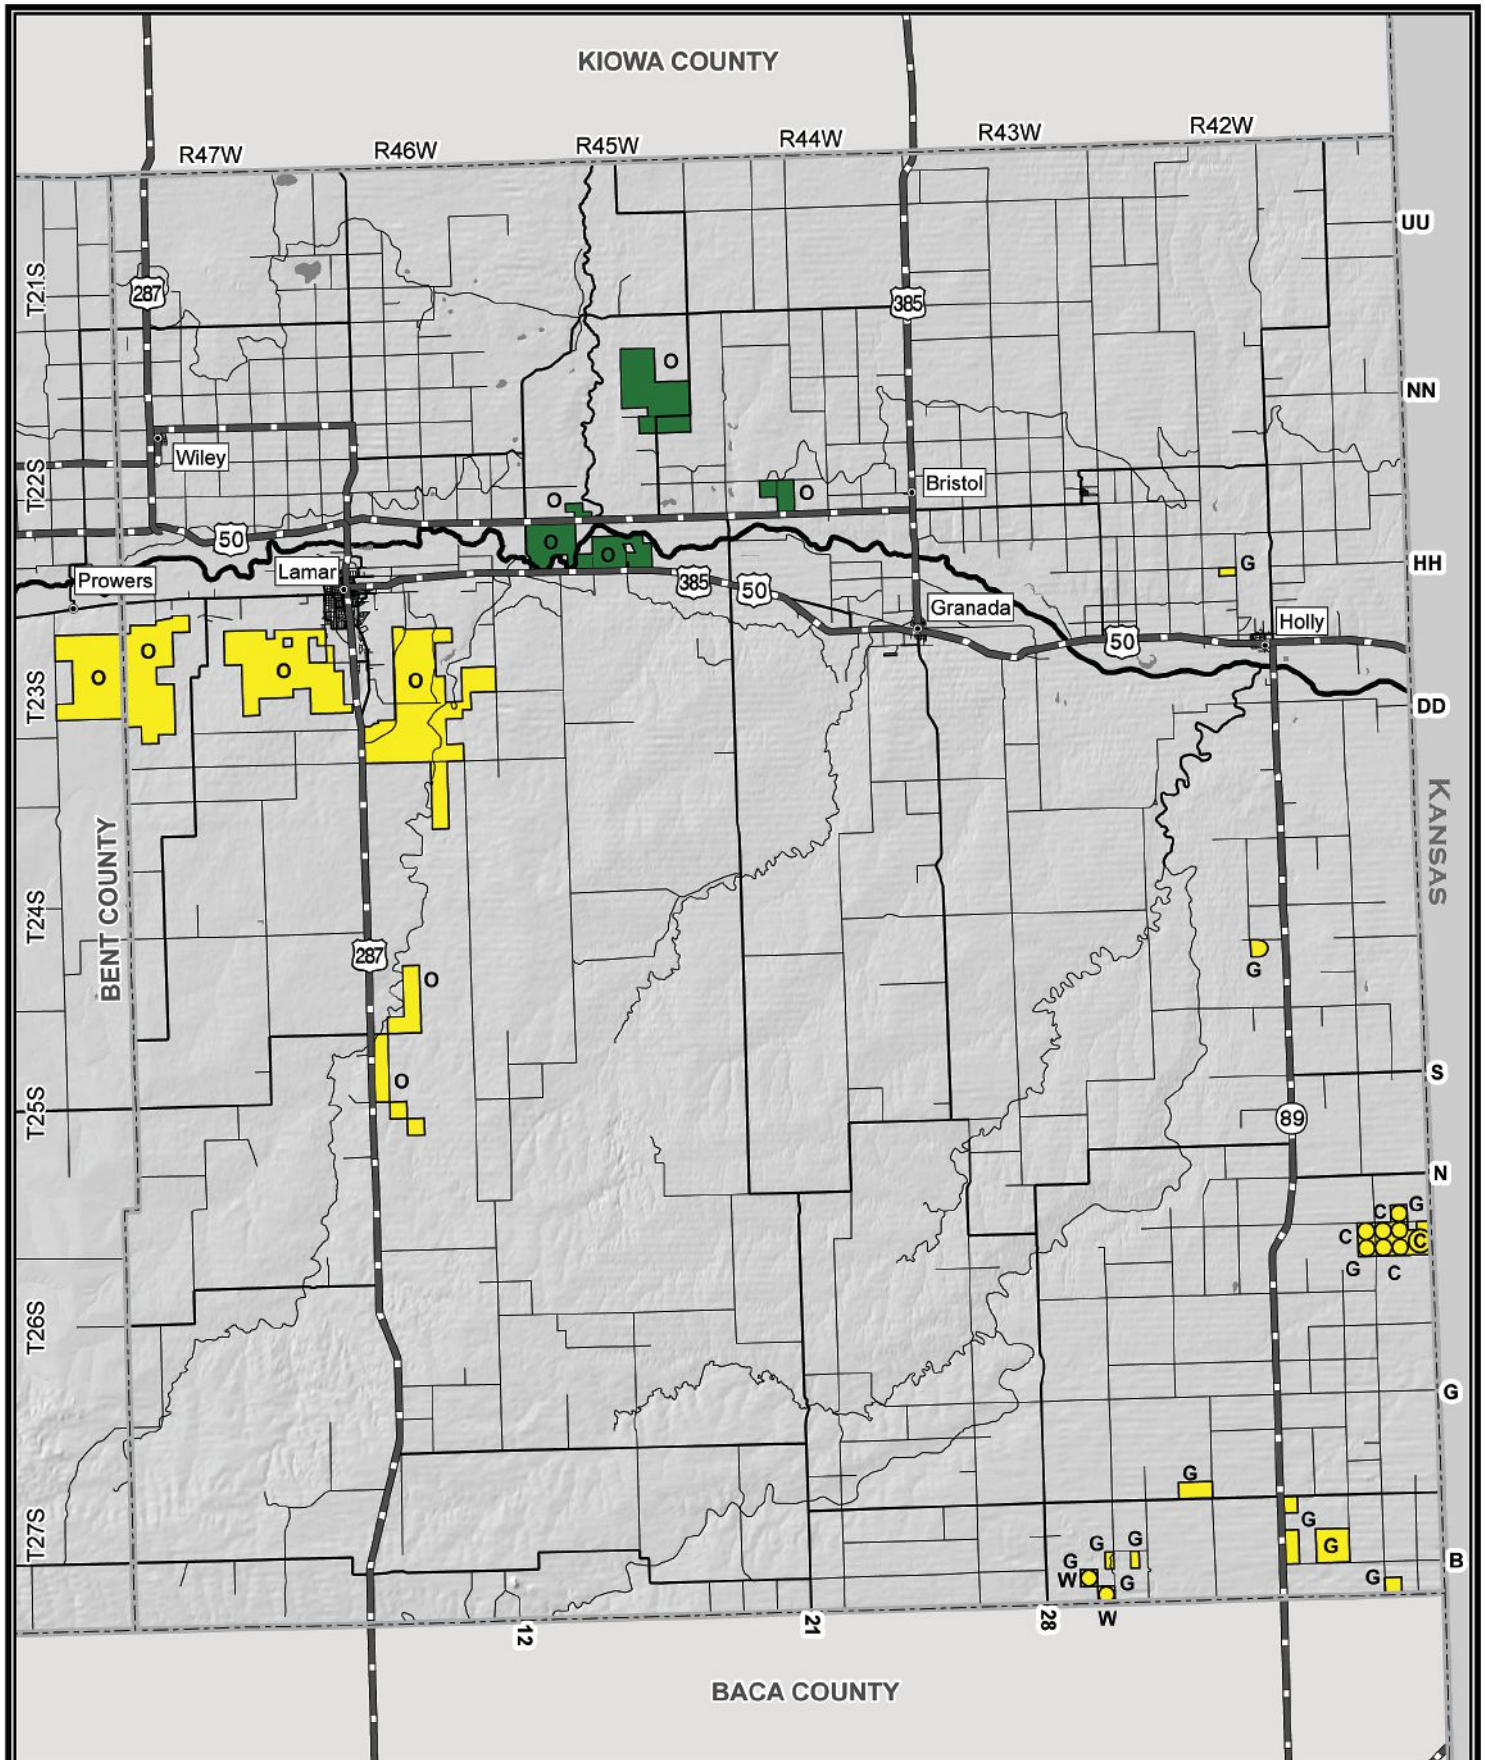 KIOWA COUNTY
R47W R46W R45W R44W R43W R42W
UU
T21S
287
385
O
NN
Wiley
T22S
O
O
Bristol
50
O
O
G
HH
Prowers
Lamar
385
50
Granada
50
Holly
O
O
O
O
T23S
DD
KANSAS
BENT COUNTY
T24S
287
G
O
S
O
T25S
89
N
C
G
C
C
G
C
T26S
G
G
T27S
G
G
G
G
G
B
W
G
G
W
12
21
28
BACA COUNTY